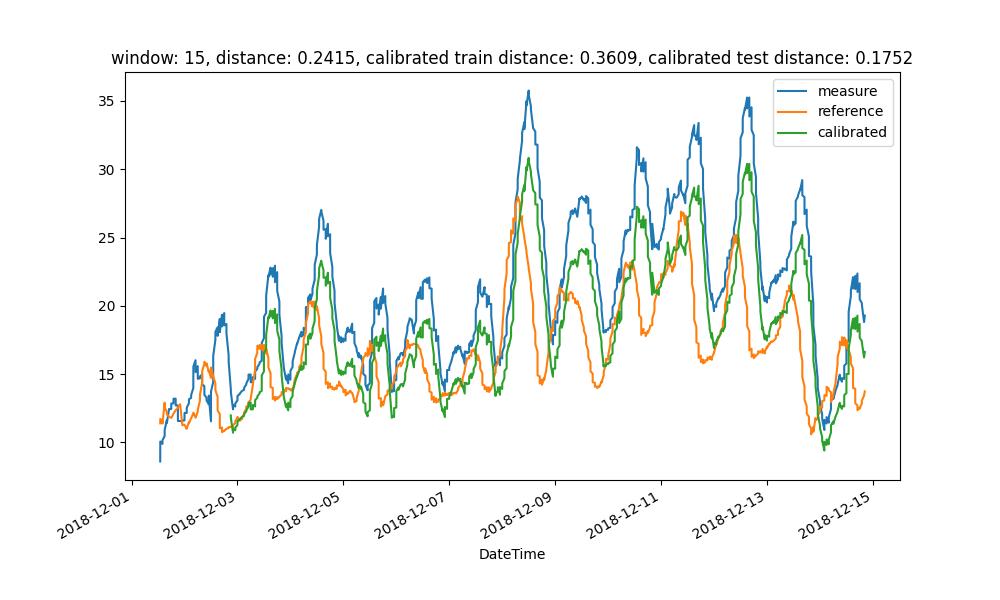 window: 15, distance: 0.2415, calibrated train distance: 0.3609, calibrated test distance: 0.1752
measure
reference
calibrated
35
30
25
20
15
10
2018-12-01
2018-12-03
2018-12-05
2018-12-07
2018-12-09
2018-12-11
2018-12-13
2018-12-15
DateTime